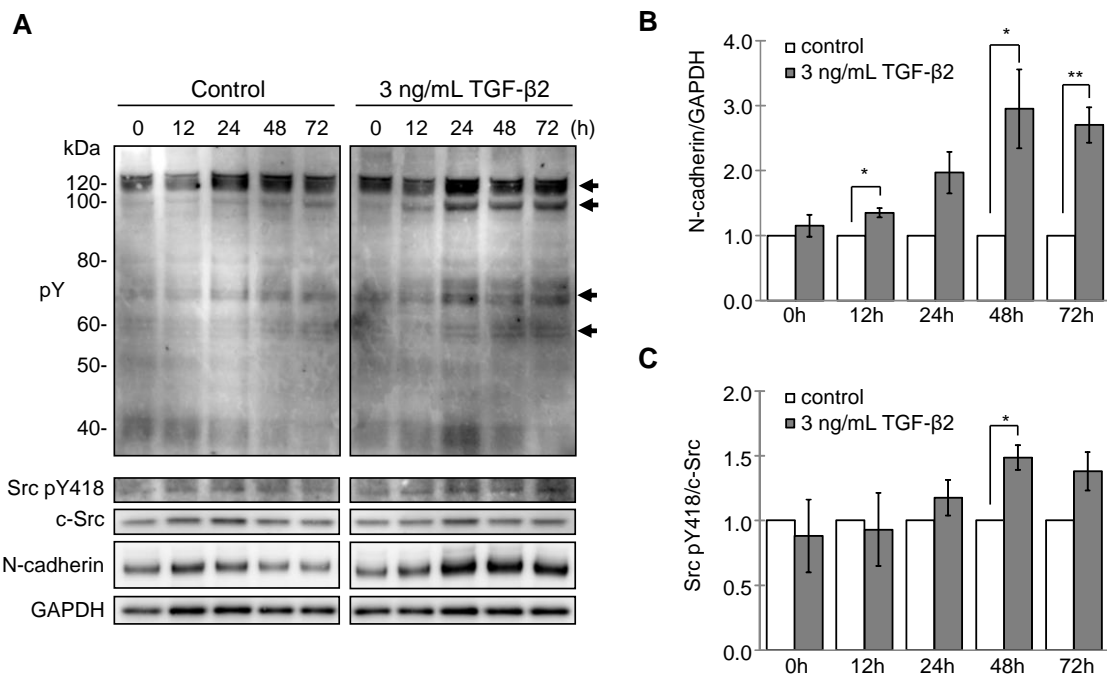 A
Control
3 ng/mL TGF-β2
0 12 24 48 72
0 12 24 48 72 (h)
kDa
120-
100-
80-
pY
60-
50-
40-
Src pY418
c-Src
N-cadherin
GAPDH
B
N-cadherin/GAPDH
control
3 ng/mL TGF-β2
4.0
3.0
2.0
1.0
0.0
*
*
**
0h 12h 24h 48h 72h
C
Src pY418/c-Src
control
3 ng/mL TGF-β2
2.0
1.5
1.0
0.5
0.0
*
0h 12h 24h 48h 72h